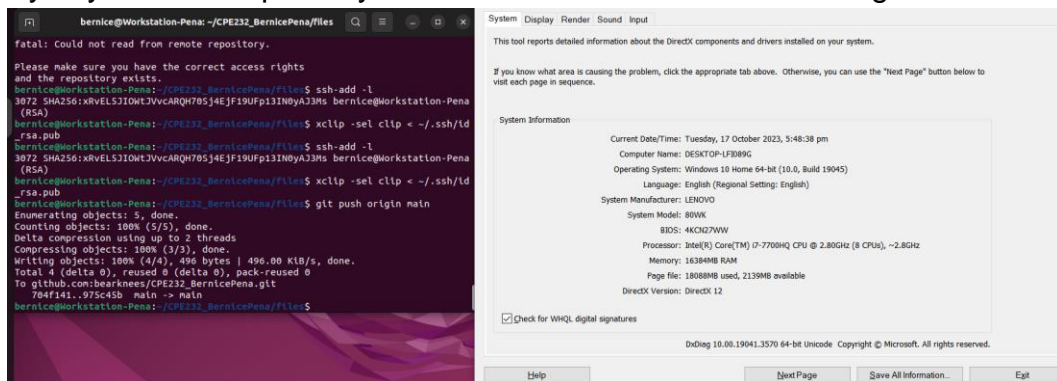 bernice@Workstation-Pena: ~/CPE232_BernicePena/files
fatal: Could not read from remote repository.
Please make sure you have the correct access rights
and the repository exists.
bernice@Workstation-Pena:~/CPE232_BernicePena/files$ ssh-add -l
3072 SHA256:xRvEL5JIOWtJVvcARQH70Sj4EjF19UFp13IN0yAJ3Ms bernice@Workstation-Pena
(RSA)
bernice@Workstation-Pena:~/CPE232_BernicePena/files$ xclip -sel clip < ~/.ssh/id
_rsa.pub
bernice@Workstation-Pena:~/CPE232_BernicePena/files$ ssh-add -l
3072 SHA256:xRvEL5JIOWtJVvcARQH70Sj4EjF19UFp13IN0yAJ3Ms bernice@Workstation-Pena
(RSA)
bernice@Workstation-Pena:~/CPE232_BernicePena/files$ xclip -sel clip < ~/.ssh/id
_rsa.pub
bernice@Workstation-Pena:~/CPE232_BernicePena/files$ git push origin main
Enumerating objects: 5, done.
Counting objects: 100% (5/5), done.
Delta compression using up to 2 threads
Compressing objects: 100% (3/3), done.
Writing objects: 100% (4/4), 496 bytes | 496.00 KiB/s, done.
Total 4 (delta 0), reused 0 (delta 0), pack-reused 0
To github.com:bearknees/CPE232_BernicePena.git
704f141..975c45b main -> main
bernice@Workstation-Pena:~/CPE232_BernicePena/files$
System Display Render Sound Input
This tool reports detailed information about the DirectX components and drivers installed on your system.
If you know what area is causing the problem, click the appropriate tab above. Otherwise, you can use the "Next Page" button below to
visit each page in sequence.
System Information
Current Date/Time: Tuesday, 17 October 2023, 5:48:38 pm
Computer Name: DESKTOP-LFI089G
Operating System: Windows 10 Home 64-bit (10.0, Build 19045)
Language: English (Regional Setting: English)
System Manufacturer: LENOVO
System Model: 80WK
BIOS: 4KCN27WW
Processor: Intel(R) Core(TM) i7-7700HQ CPU @ 2.80GHz (8 CPUs), ~2.8GHz
Memory: 16384MB RAM
Page file: 18088MB used, 2139MB available
DirectX Version: DirectX 12
Check for WHQL digital signatures
DxDiag 10.00.19041.3570 64-bit Unicode Copyright © Microsoft. All rights reserved.
Help
Next Page
Save All Information...
Exit